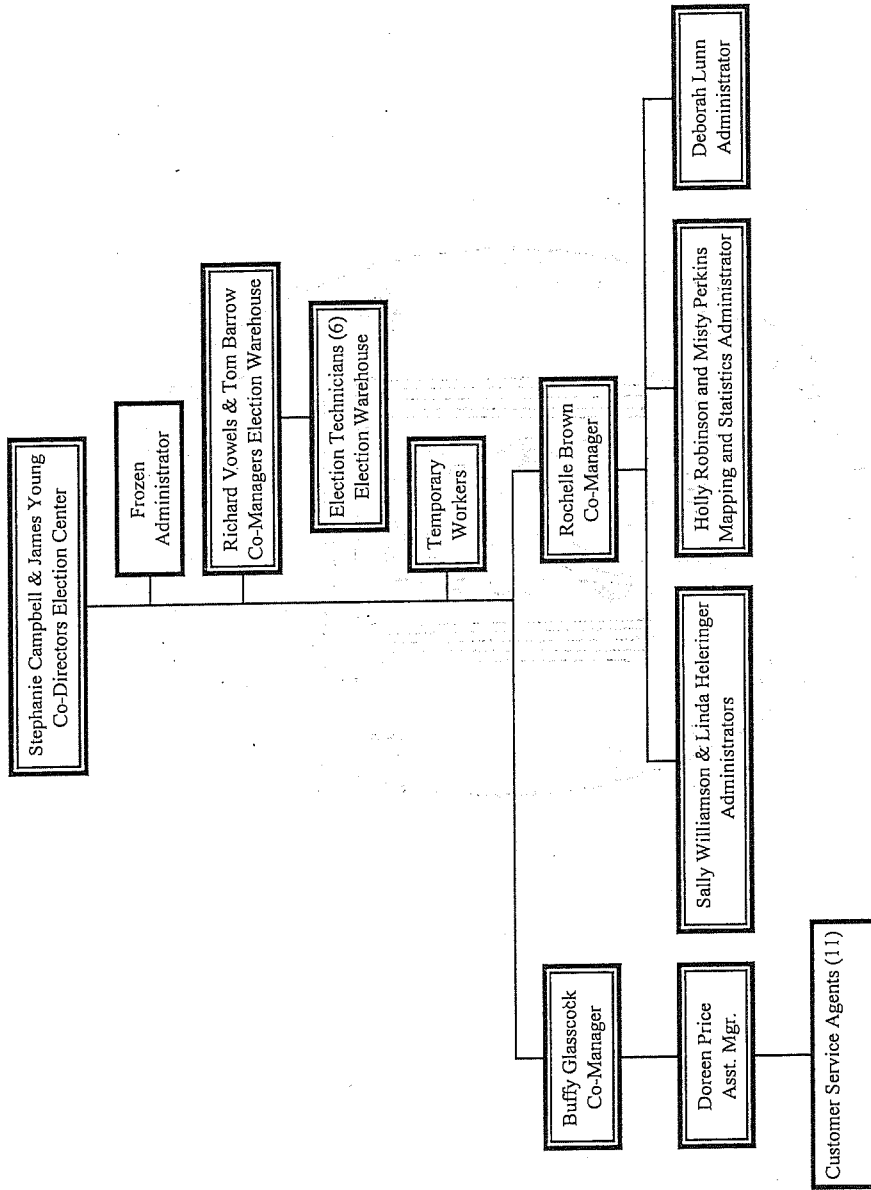 Stephanie Campbell & James Young
Co-Directors Election Center
Frozen
Administrator
Richard Vowels & Tom Barrow
Co-Managers Election Warehouse
Election Technicians (6)
Election Warehouse
Temporary
Workers
Buffy Glasscock
Co-Manager
Rochelle Brown
Co-Manager
Doreen Price
Asst. Mgr.
Sally Williamson & Linda Heleringer
Administrators
Holly Robinson and Misty Perkins
Mapping and Statistics Administrator
Deborah Lunn
Administrator
Customer Service Agents (11)